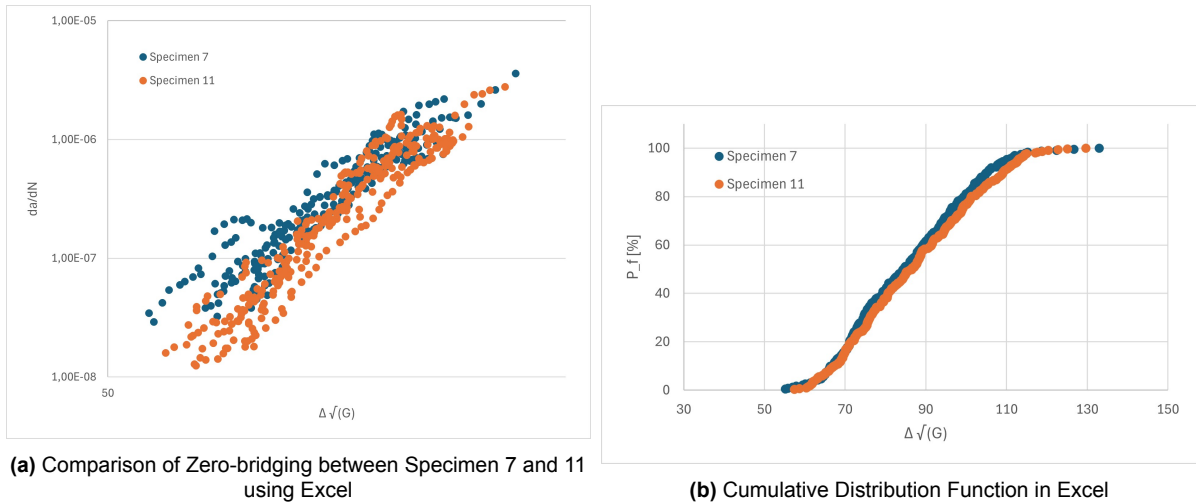 1,00E-05
Specimen 7
Specimen 11
1,00E-06
da/dN
1,00E-07
1,00E-08
50
Δ √(G)
(a) Comparison of Zero-bridging between Specimen 7 and 11
using Excel
100
Specimen 7
Specimen 11
80
60
P_f [%]
40
20
0
30 50 70 90 110 130 150
Δ √(G)
(b) Cumulative Distribution Function in Excel